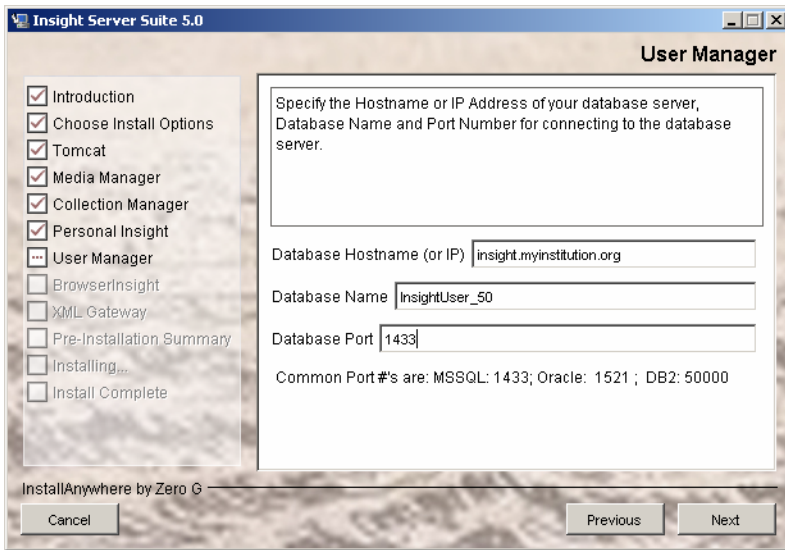 Insight Server Suite 5.0
User Manager
Introduction
Choose Install Options
Tomcat
Media Manager
Collection Manager
Personal Insight
User Manager
BrowserInsight
XML Gateway
Pre-Installation Summary
Installing...
Install Complete
Specify the Hostname or IP Address of your database server,
Database Name and Port Number for connecting to the database
server.
Database Hostname (or IP) insight.myinstitution.org
Database Name InsightUser_50
Database Port 1433
Common Port #'s are: MSSQL: 1433; Oracle: 1521 ; DB2: 50000
InstallAnywhere by Zero G
Cancel Previous Next